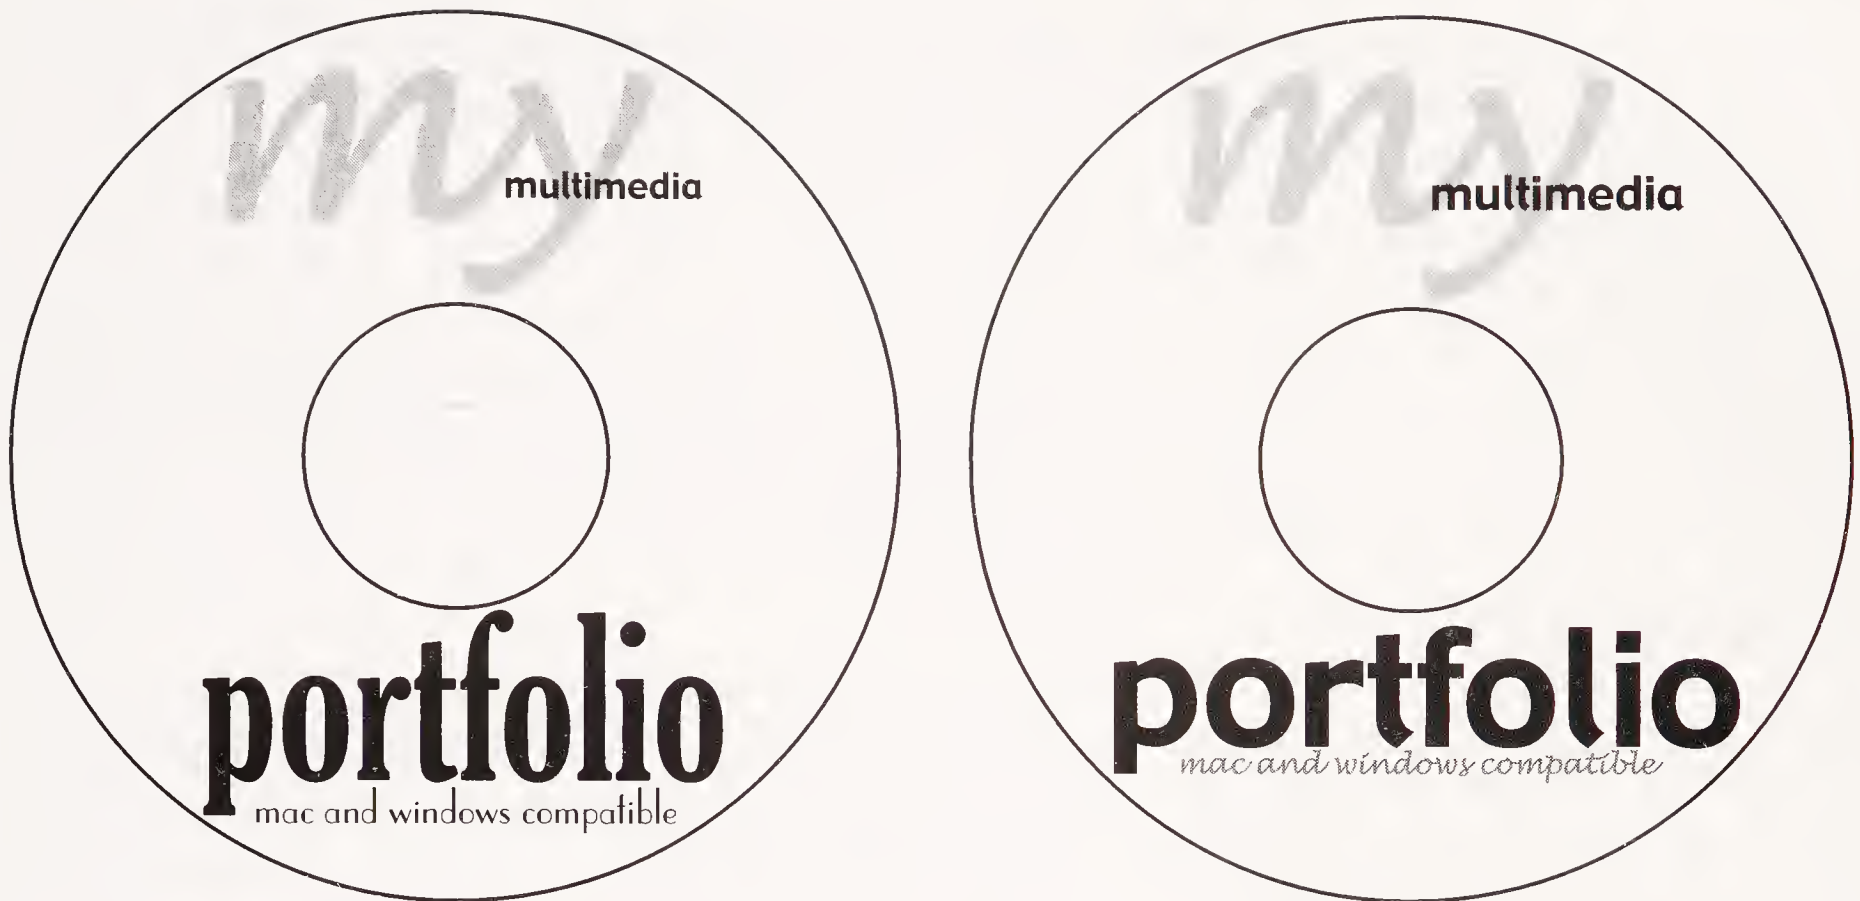 my
multimedia
portfolio
mac and windows compatible
my
multimedia
portfolio
mac and windows compatible